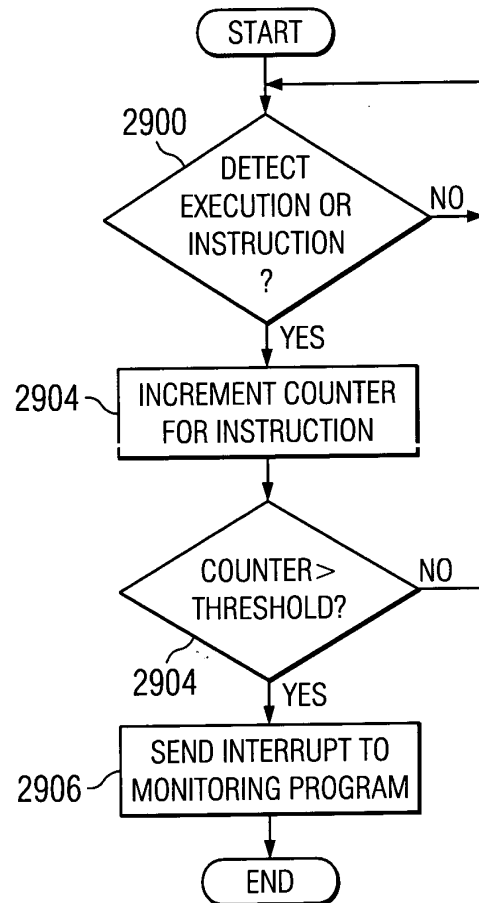 START
2900
DETECT
EXECUTION OR
INSTRUCTION
?
NO
YES
2904
INCREMENT COUNTER
FOR INSTRUCTION
COUNTER>
THRESHOLD?
NO
2904
YES
2906
SEND INTERRUPT TO
MONITORING PROGRAM
END